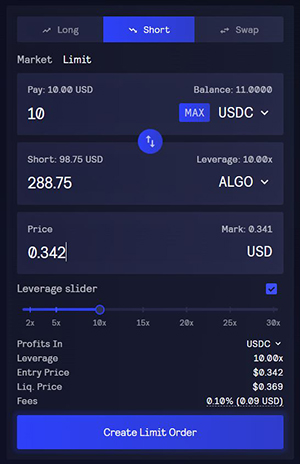 Long Short Swap
Market Limit
Pay: 10.00 USD Balance: 11.0000
10 MAX USDC
Short: 98.75 USD Leverage: 10.00x
288.75 ALGO
Price Mark: 0.341
0.342 USD
Leverage slider
2x 5x 10x 15x 20x 25x 30x
Profits In USDC
Leverage 10.00x
Entry Price $0.342
Liq. Price $0.369
Fees 0.10% (0.09 USD)
Create Limit Order